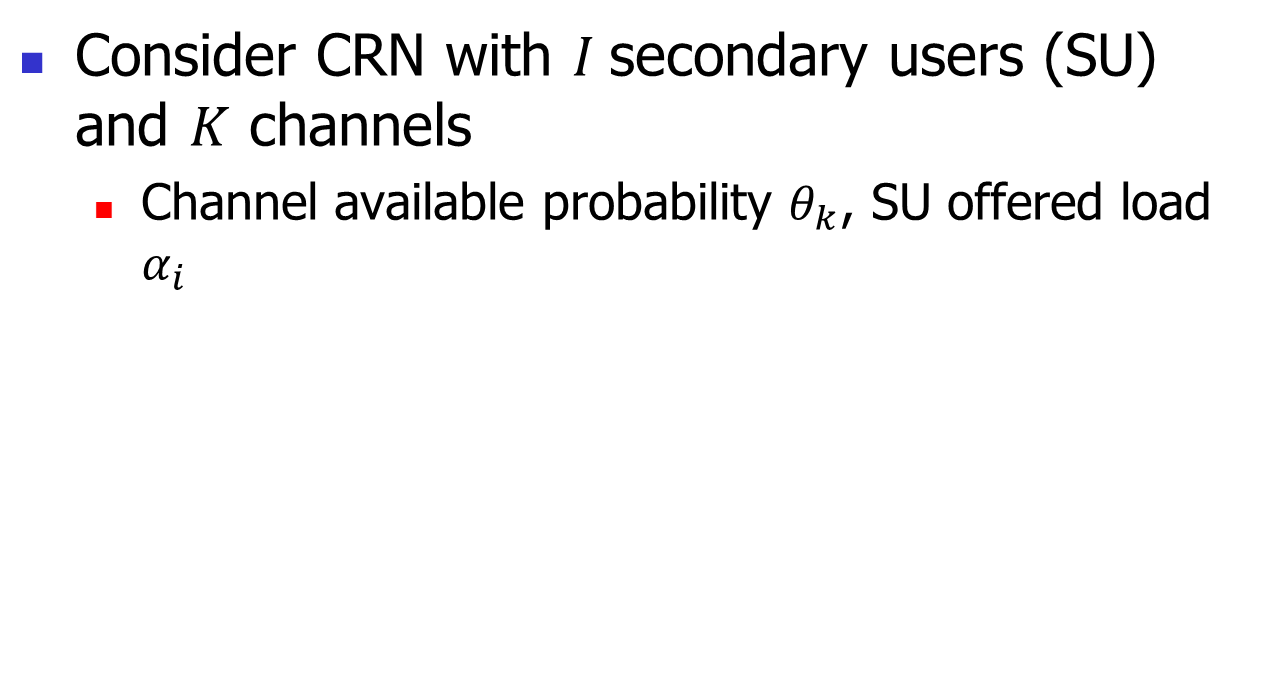 Consider CRN with I secondary users (SU)
and K channels
Channel available probability θₖ, SU offered load
αᵢ